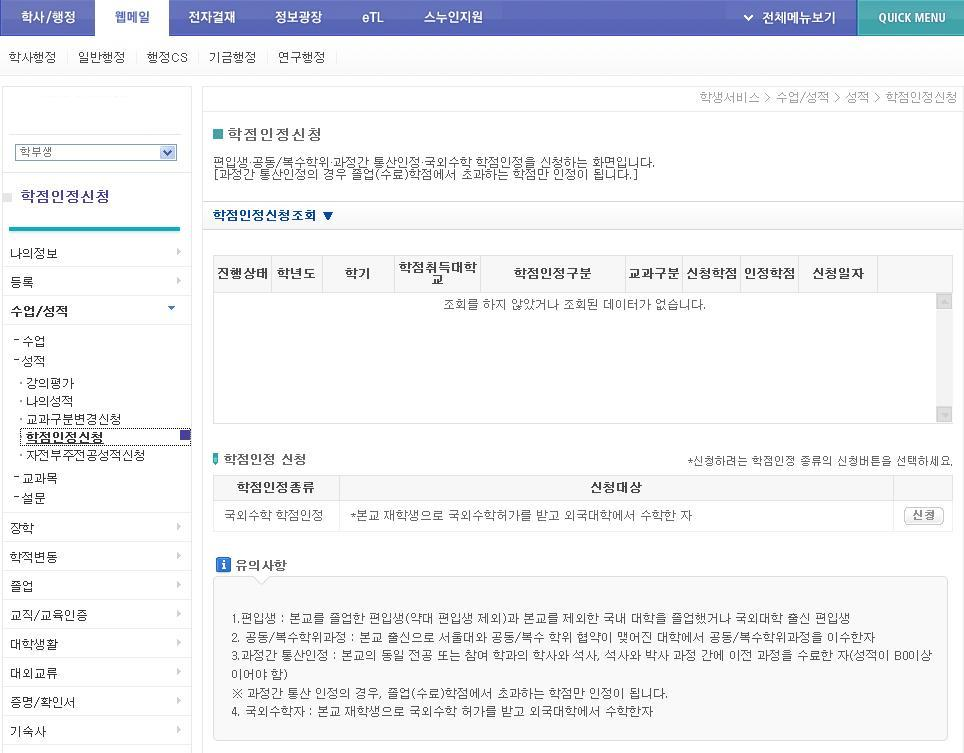 학사/행정 웹메일 전자결재 정보광장 eTL 스누인지원 전체메뉴보기 QUICK MENU
학사행정 일반행정 행정CS 기금행정 연구행정
학생서비스 > 수업/성적 > 성적 > 학점인정신청
학부생
학점인정신청
나의정보
등록
수업/성적
- 수업
- 성적
· 강의평가
· 나의성적
· 교과구분변경신청
학점인정신청
· 자전부주전공성적신청
- 교과목
- 설문
장학
학적변동
졸업
교직/교육인증
대학생활
대외교류
증명/확인서
기숙사
학점인정신청
편입생·공동/복수학위·과정간 통산인정·국외수학 학점인정을 신청하는 화면입니다.
[과정간 통산인정의 경우 졸업(수료)학점에서 초과하는 학점만 인정이 됩니다.]
학점인정신청조회 ▼
진행상태 학년도 학기 학점취득대학교 학점인정구분 교과구분 신청학점 인정학점 신청일자
조회를 하지 않았거나 조회된 데이터가 없습니다.
학점인정 신청 *신청하려는 학점인정 종류의 신청버튼을 선택하세요.
학점인정종류 신청대상
국외수학 학점인정 *본교 재학생으로 국외수학허가를 받고 외국대학에서 수학한 자 신청
i 유의사항
1.편입생 : 본교를 졸업한 편입생(약대 편입생 제외)과 본교를 제외한 국내 대학을 졸업했거나 국외대학 출신 편입생
2. 공동/복수학위과정 : 본교 출신으로 서울대와 공동/복수 학위 협약이 맺어진 대학에서 공동/복수학위과정을 이수한자
3.과정간 통산인정 : 본교의 동일 전공 또는 참여 학과의 학사와 석사, 석사와 박사 과정 간에 이전 과정을 수료한 자(성적이 B0이상
이어야 함)
※ 과정간 통산 인정의 경우, 졸업(수료)학점에서 초과하는 학점만 인정이 됩니다.
4. 국외수학자 : 본교 재학생으로 국외수학 허가를 받고 외국대학에서 수학한자